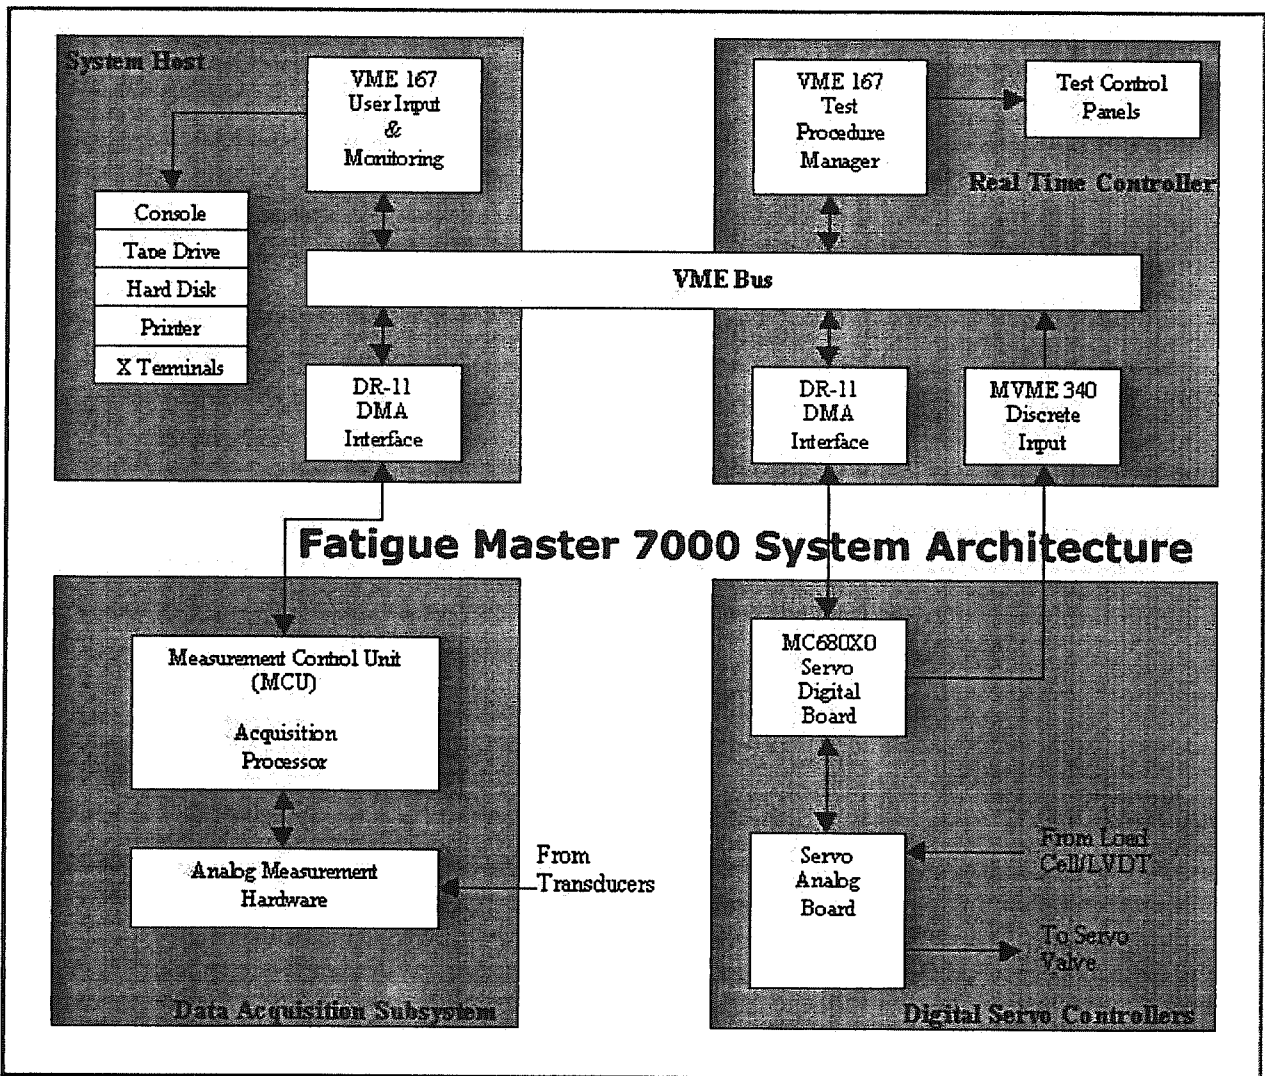 System Host
VME 167
User Input
&
Monitoring
Console
Tape Drive
Hard Disk
Printer
X Terminals
VME 167
Test
Procedure
Manager
Test Control
Panels
Real Time Controller
VME Bus
DR-11
DMA
Interface
DR-11
DMA
Interface
MVME 340
Discrete
Input
Fatigue Master 7000 System Architecture
Measurement Control Unit
(MCU)
Acquisition
Processor
Analog Measurement
Hardware
From
Transducers
Data Acquisition Subsystem
MC680X0
Servo
Digital
Board
Servo
Analog
Board
From Load
Cell/LVDT
To Servo
Valve
Digital Servo Controllers